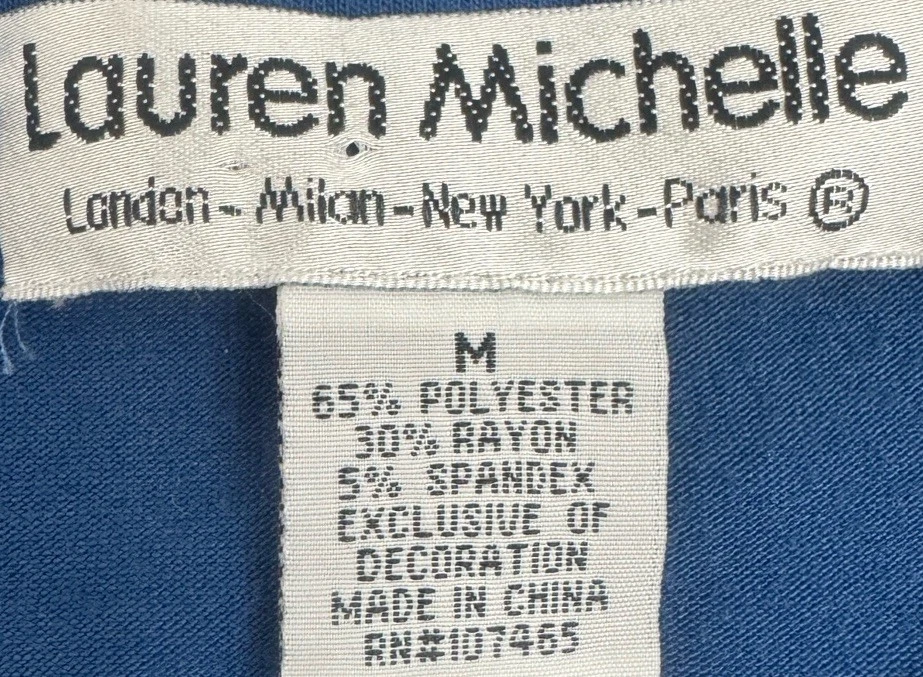 Lauren Michelle
London-Milan-New York-Paris ®
M
65% POLYESTER
30% RAYON
5% SPANDEX
EXCLUSIVE OF
DECORATION
MADE IN CHINA
RN#107465